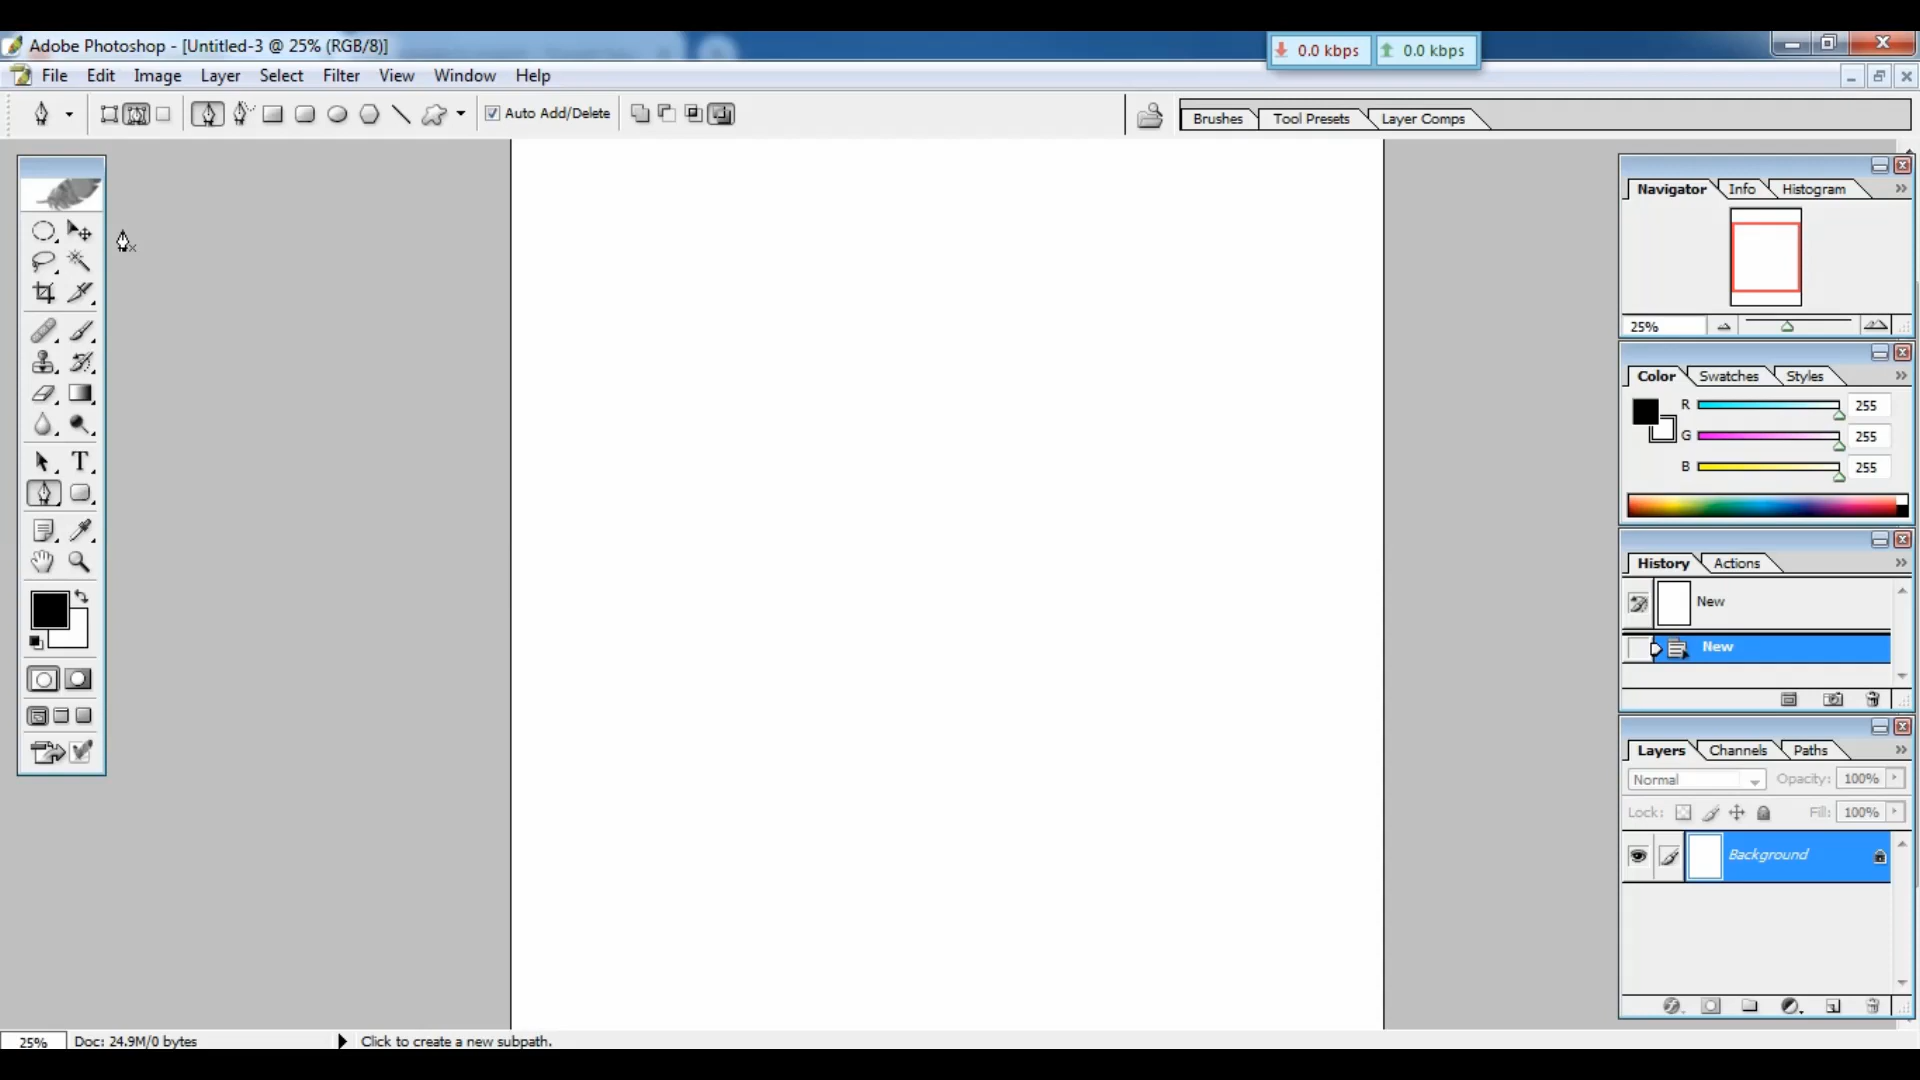 Adobe Photoshop - [Untitled-3 @ 25% (RGB/8)]
0.0 kbps
0.0 kbps
File Edit Image Layer Select Filter View Window Help
Auto Add/Delete
Brushes Tool Presets Layer Comps
Navigator Info Histogram
25%
Color Swatches Styles
R 255
G 255
B 255
T
History Actions
New
New
Layers Channels Paths
Normal Opacity: 100%
Lock: Fill: 100%
Background
25% Doc: 24.9M/0 bytes Click to create a new subpath.